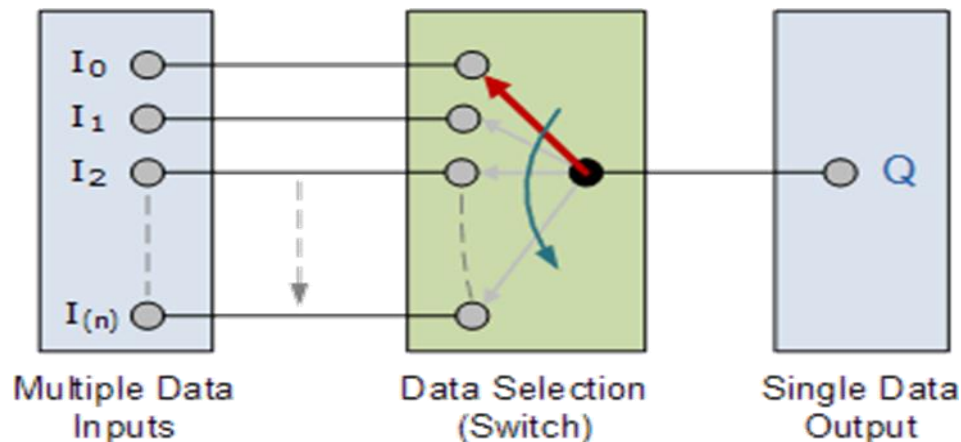 I0
I1
I2
I(n)
Q
Multiple Data
Inputs
Data Selection
(Switch)
Single Data
Output